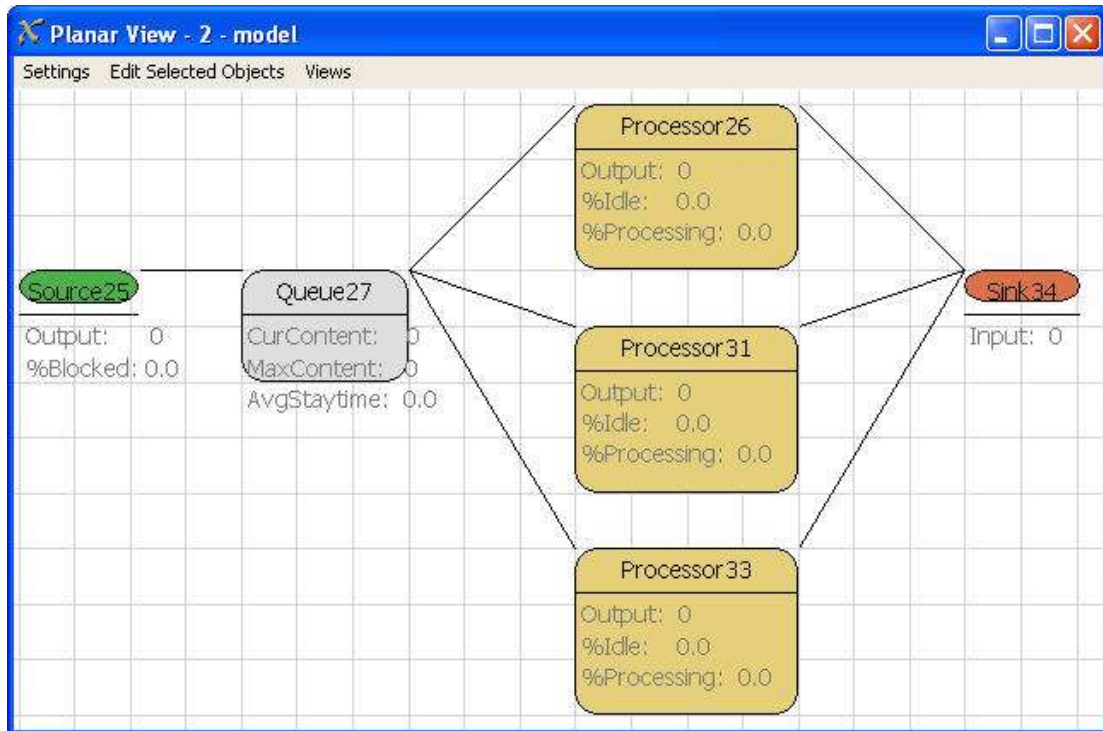 Planar View - 2 - model
Settings Edit Selected Objects Views
Processor26
Output: 0
%Idle: 0.0
%Processing: 0.0
Source25
Output: 0
%Blocked: 0.0
Queue27
CurContent: 0
MaxContent: 0
AvgStaytime: 0.0
Processor31
Output: 0
%Idle: 0.0
%Processing: 0.0
Sink34
Input: 0
Processor33
Output: 0
%Idle: 0.0
%Processing: 0.0